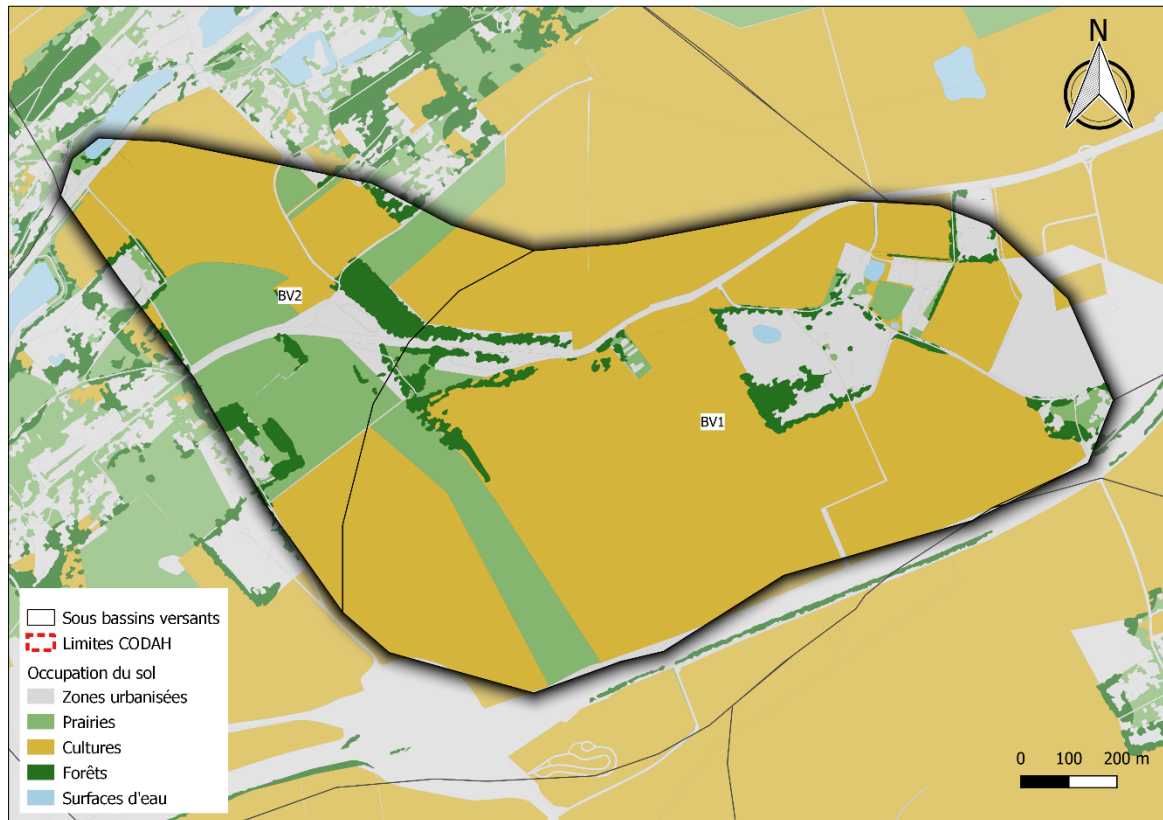 N
BV2
BV1
Sous bassins versants
Limites CODAH
Occupation du sol
Zones urbanisées
Prairies
Cultures
Forêts
Surfaces d'eau
0 100 200 m